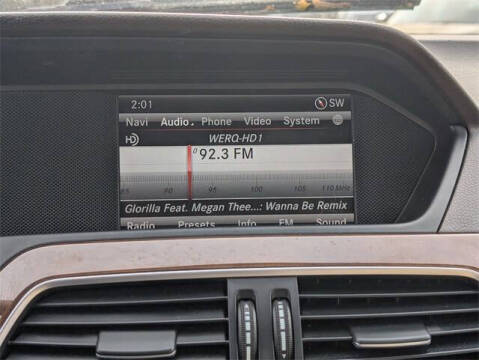 2:01 SW
Navi Audio. Phone Video System
HD WERQ-HD1
92.3 FM
85 90 95 100 105 110 MHz
Glorilla Feat. Megan Thee...: Wanna Be Remix
Radio Presets Info FM Sound